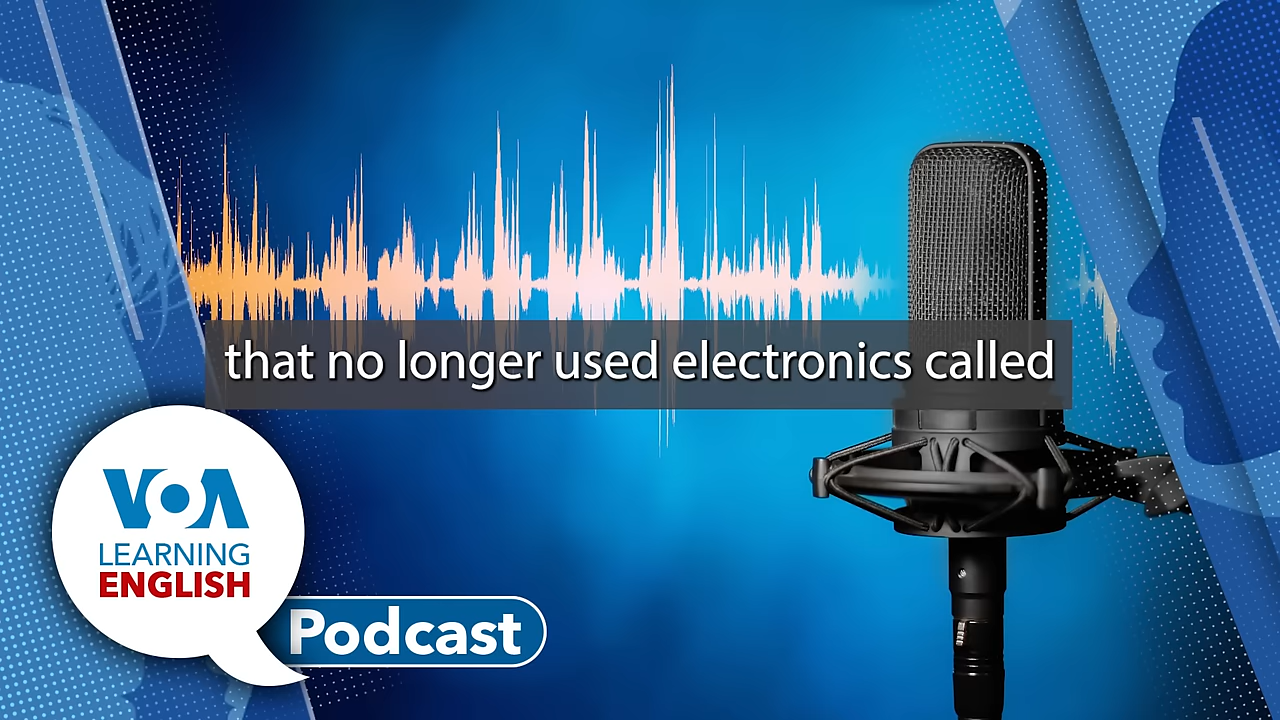 that no longer used electronics called
VOA
LEARNING
ENGLISH
Podcast